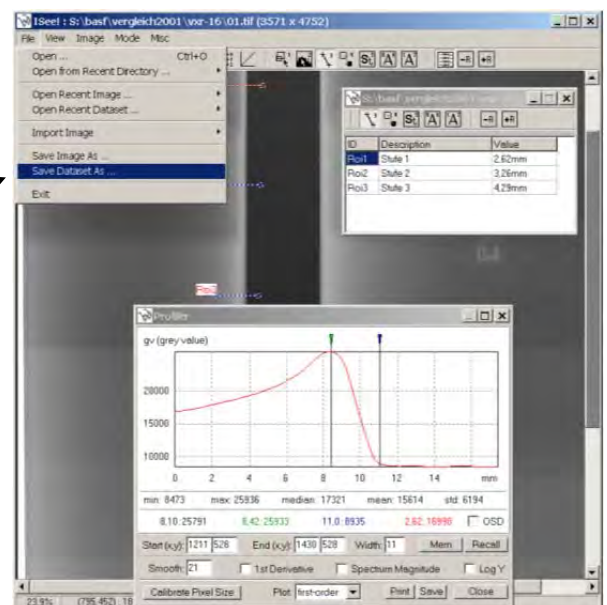 ISee! : S:\basf\vergleich2001\vor-16\01.tif (3571 x 4752)
File View Image Mode Misc
Open ... Ctrl+O
Open from Recent Directory ...
Open Recent Image ...
Open Recent Dataset ...
Import Image
Save Image As ...
Save Dataset As ...
Exit
ID Description Value
Roi1 Stufe 1 2,62mm
Roi2 Stufe 2 3,26mm
Roi3 Stufe 3 4,29mm
Roi3
Profiler
gv (grey value)
20000
15000
10000
0 2 4 6 8 10 12 14 mm
min: 8473 max: 25936 median: 17321 mean: 15614 std: 6194
8,10:25791 8,42:25933 11,0:8935 2,62:16998 OSD
Start (x,y): 1211 528 End (x,y): 1430 528 Width: 11 Mem Recall
Smooth: 21 1st Derivative Spectrum Magnitude Log Y
Calibrate Pixel Size Plot: first-order Print Save Close
23.9% (795,452)